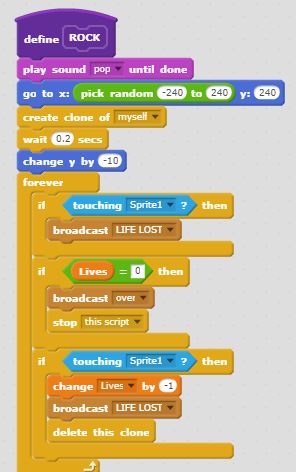 define ROCK
play sound pop until done
go to x: pick random -240 to 240 y: 240
create clone of myself
wait 0.2 secs
change y by -10
forever
if touching Sprite1 ? then
broadcast LIFE LOST
if Lives = 0 then
broadcast over
stop this script
if touching Sprite1 ? then
change Lives by -1
broadcast LIFE LOST
delete this clone